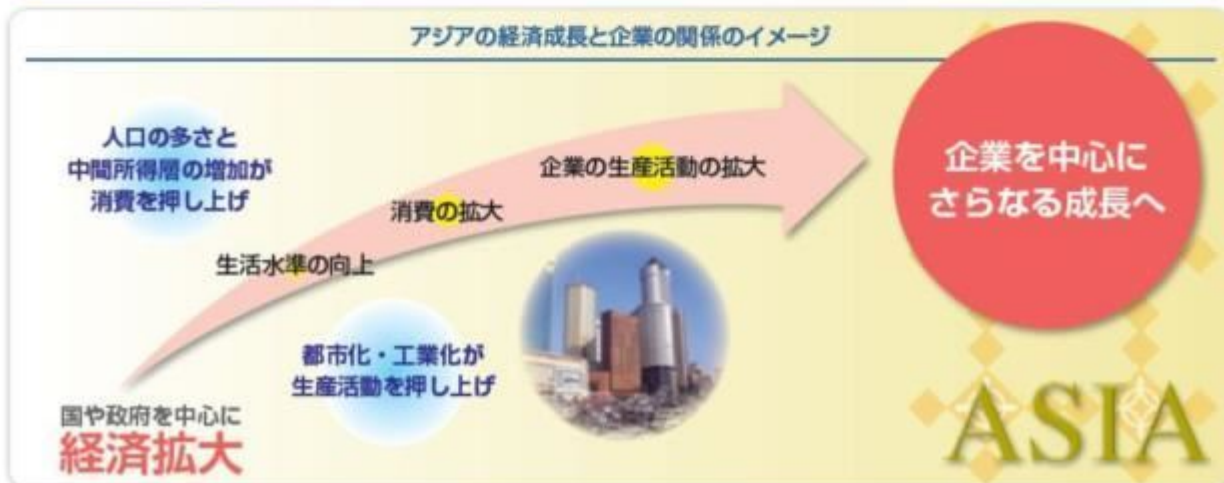 アジアの経済成長と企業の関係のイメージ
人口の多さと
中間所得層の増加が
消費を押し上げ
企業の生産活動の拡大
消費の拡大
生活水準の向上
企業を中心に
さらなる成長へ
都市化・工業化が
生産活動を押し上げ
国や政府を中心に
経済拡大
ASIA